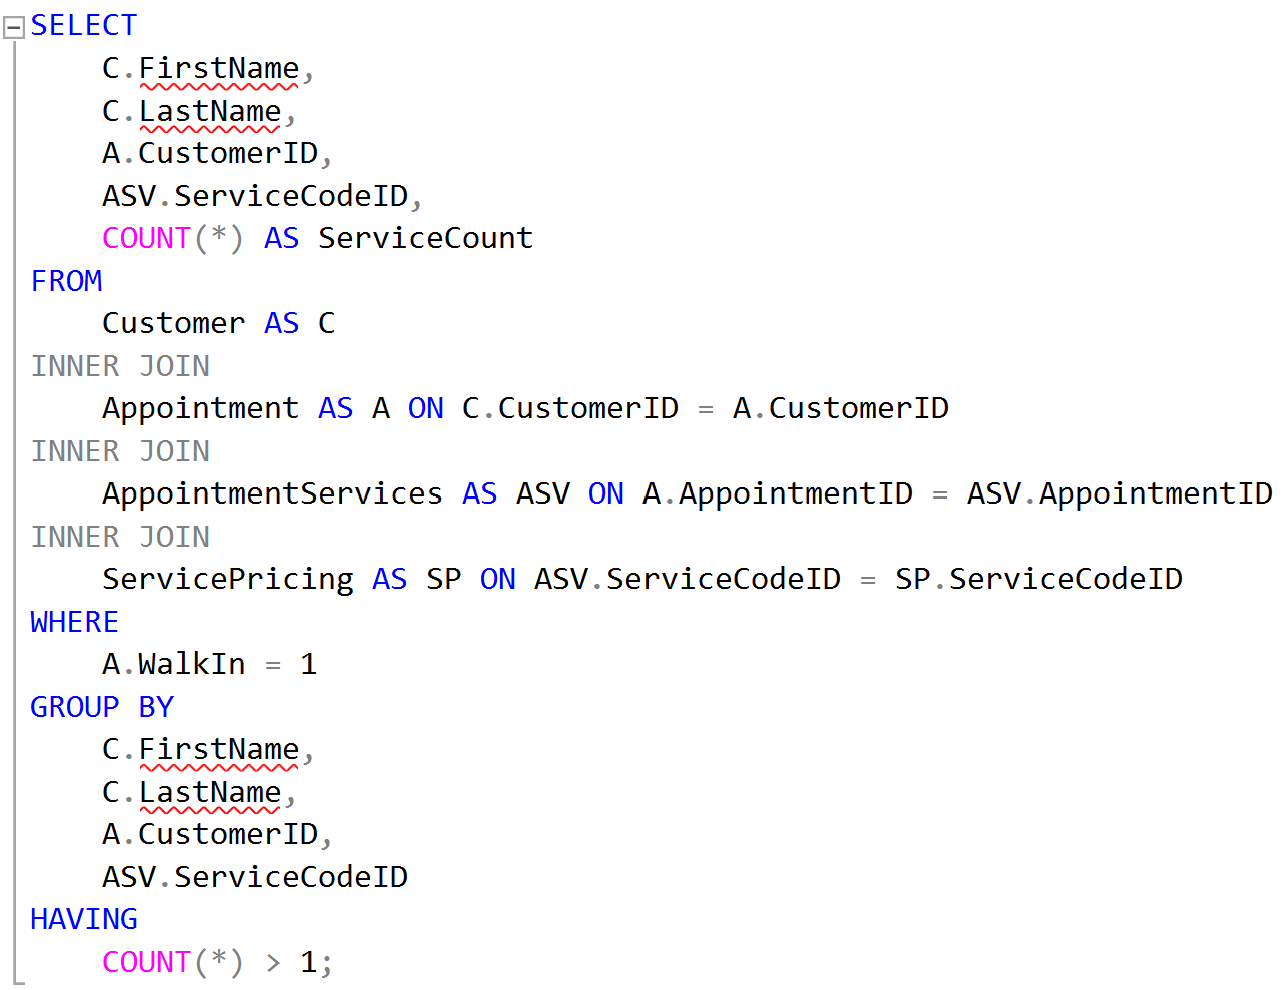 SELECT
    C.FirstName,
    C.LastName,
    A.CustomerID,
    ASV.ServiceCodeID,
    COUNT(*) AS ServiceCount
FROM
    Customer AS C
INNER JOIN
    Appointment AS A ON C.CustomerID = A.CustomerID
INNER JOIN
    AppointmentServices AS ASV ON A.AppointmentID = ASV.AppointmentID
INNER JOIN
    ServicePricing AS SP ON ASV.ServiceCodeID = SP.ServiceCodeID
WHERE
    A.WalkIn = 1
GROUP BY
    C.FirstName,
    C.LastName,
    A.CustomerID,
    ASV.ServiceCodeID
HAVING
    COUNT(*) > 1;